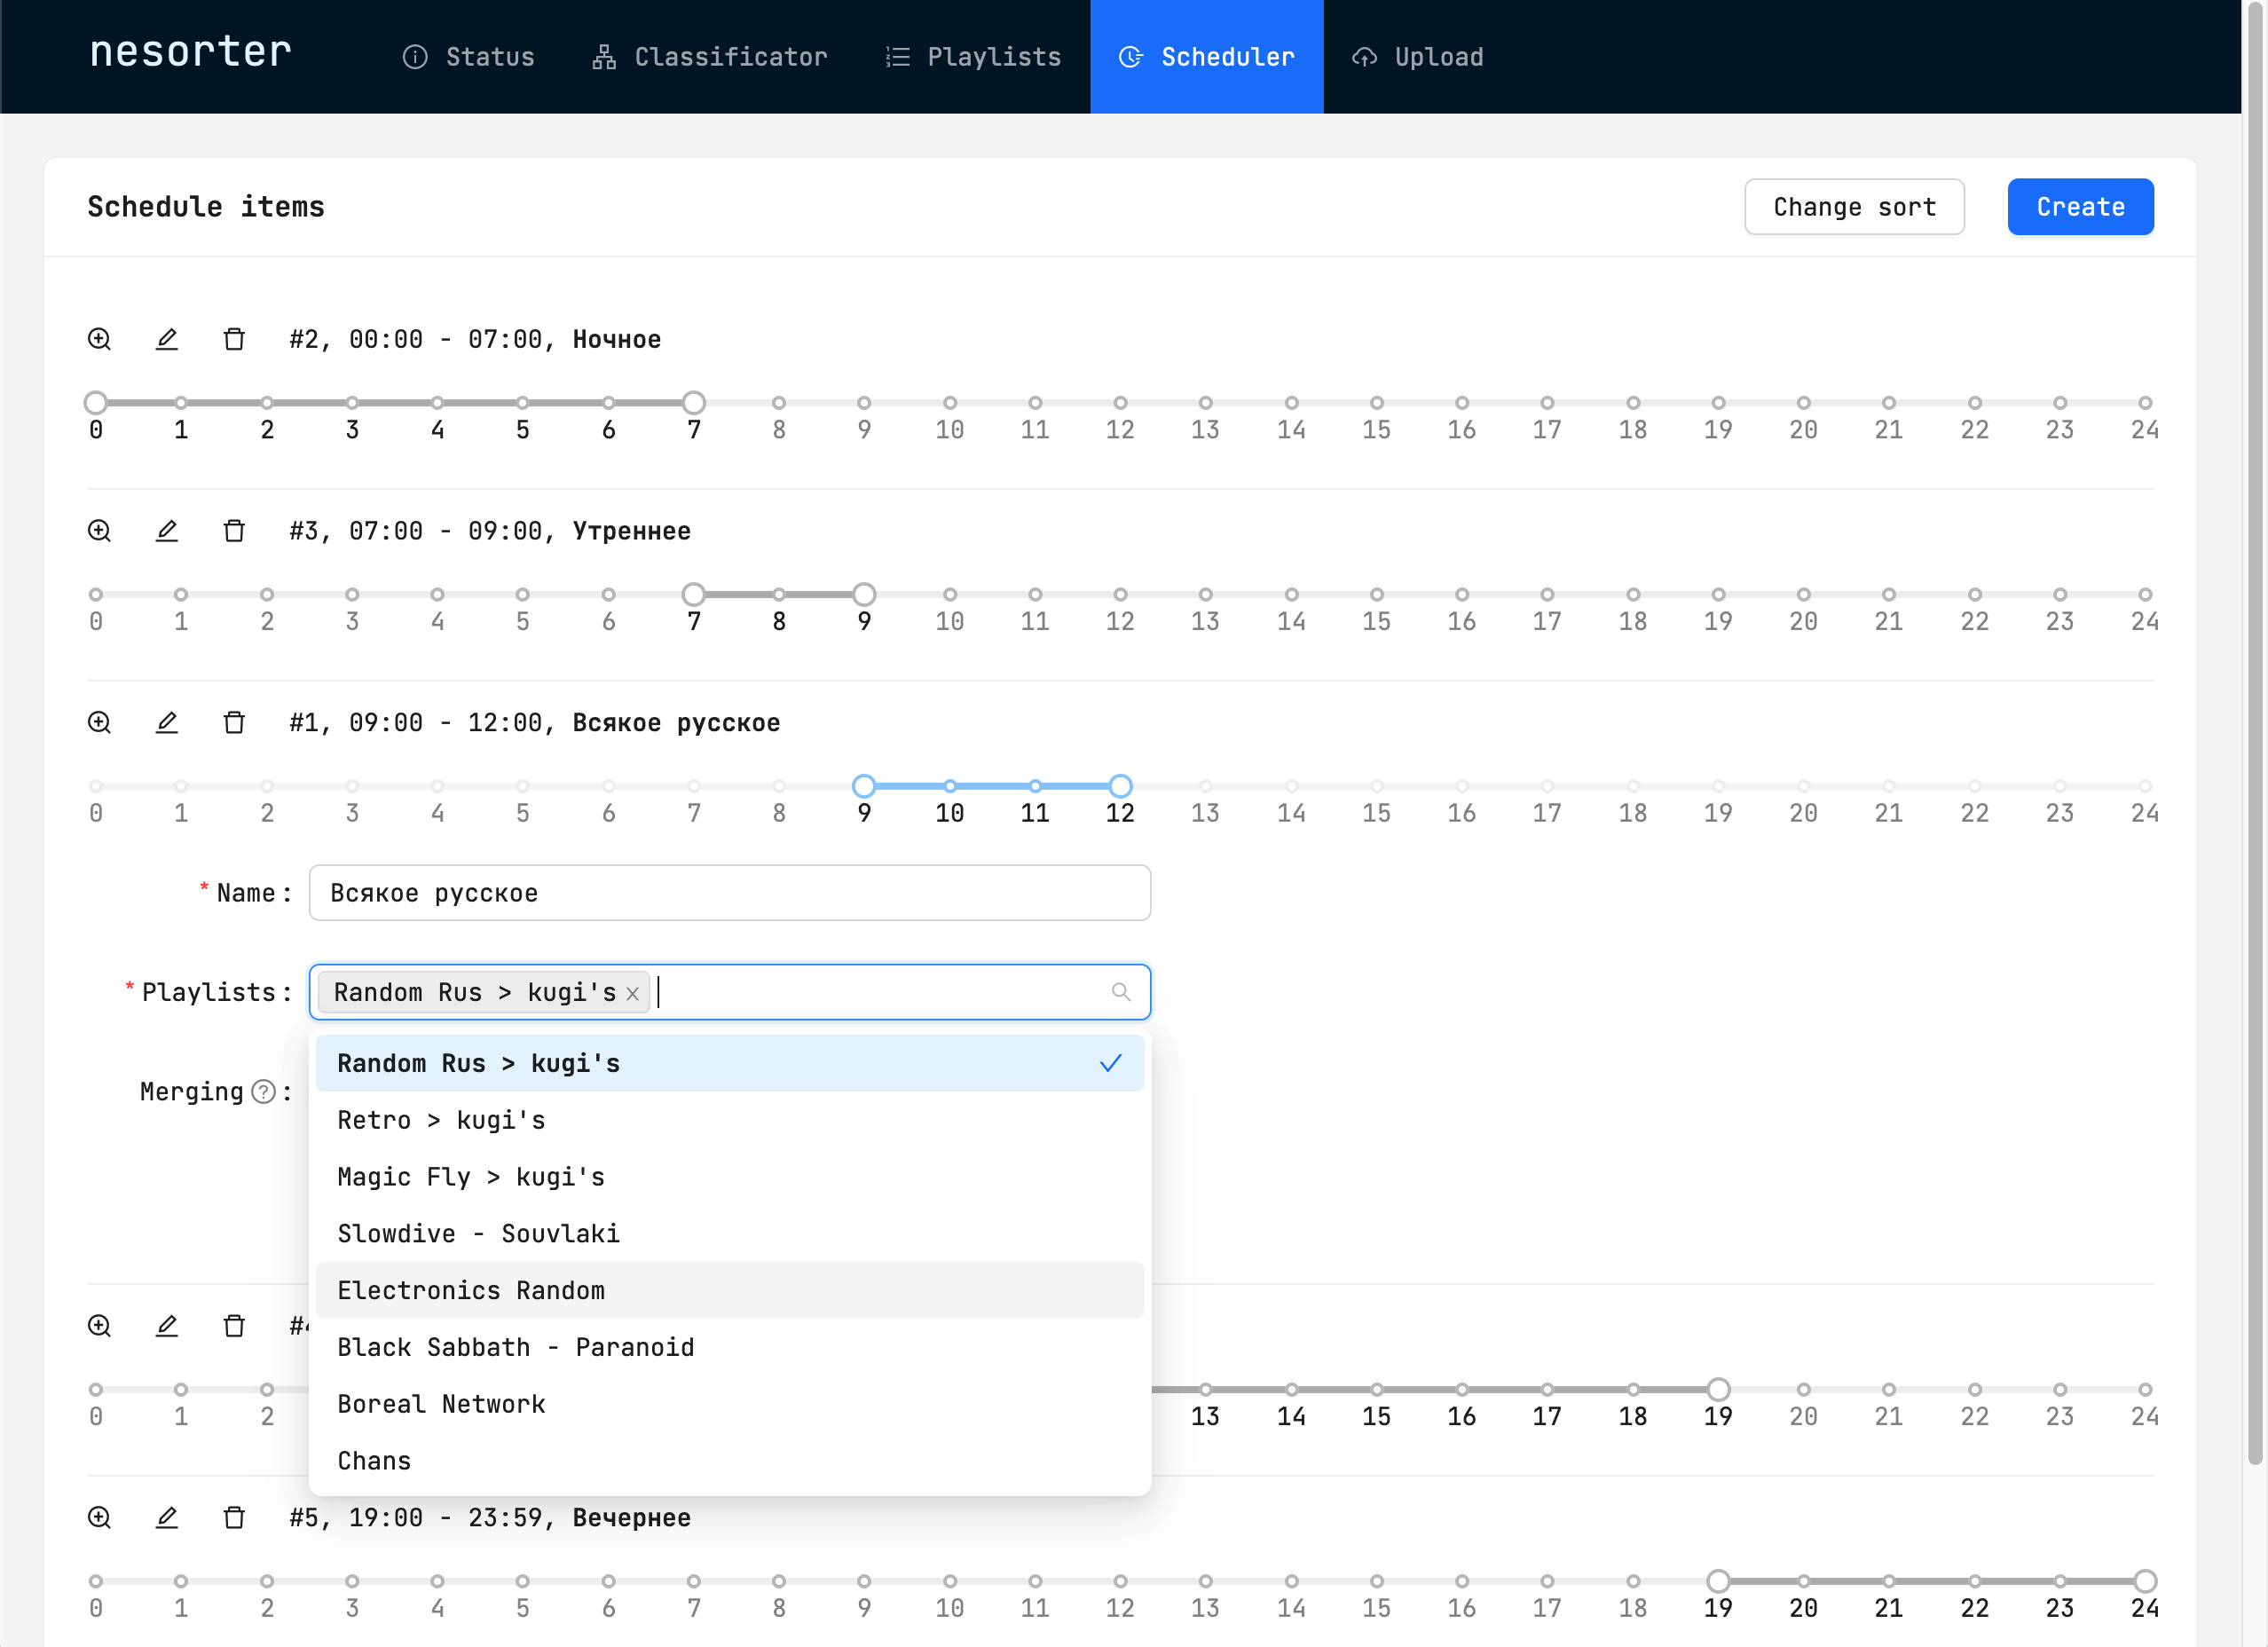 nesorter Status Classificator Playlists Scheduler Upload
Schedule items Change sort Create
#2, 00:00 - 07:00, Ночное
0 1 2 3 4 5 6 7 8 9 10 11 12 13 14 15 16 17 18 19 20 21 22 23 24
#3, 07:00 - 09:00, Утреннее
0 1 2 3 4 5 6 7 8 9 10 11 12 13 14 15 16 17 18 19 20 21 22 23 24
#1, 09:00 - 12:00, Всякое русское
0 1 2 3 4 5 6 7 8 9 10 11 12 13 14 15 16 17 18 19 20 21 22 23 24
* Name: Всякое русское
* Playlists: Random Rus > kugi's
Random Rus > kugi's
Merging ? :
Retro > kugi's
Magic Fly > kugi's
Slowdive - Souvlaki
Electronics Random
Black Sabbath - Paranoid
Boreal Network
Chans
0 1 2 13 14 15 16 17 18 19 20 21 22 23 24
#5, 19:00 - 23:59, Вечернее
0 1 2 3 4 5 6 7 8 9 10 11 12 13 14 15 16 17 18 19 20 21 22 23 24